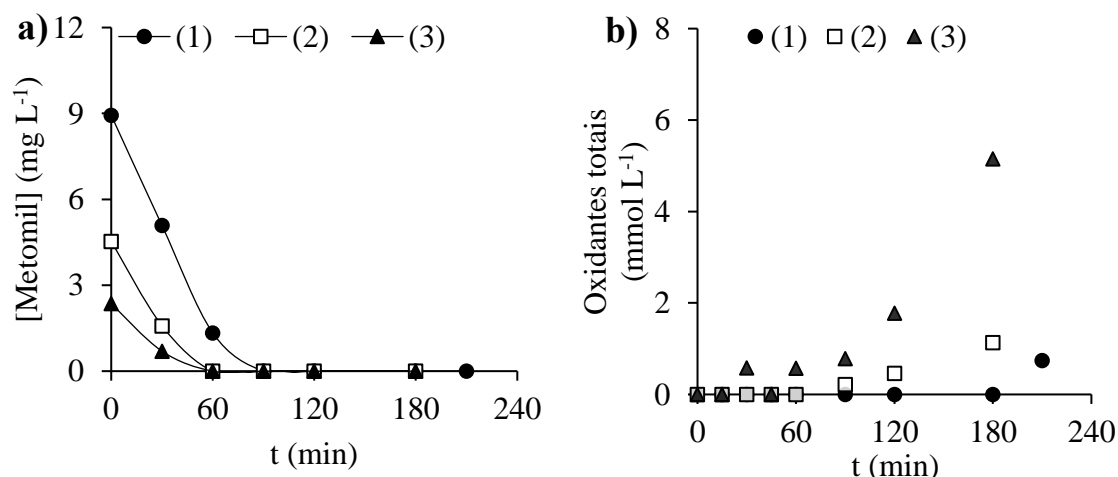 a)
(1) (2) (3)
[Metomil] (mg L⁻¹)
12
9
6
3
0
0 60 120 180 240
t (min)
b)
(1) (2) (3)
Oxidantes totais
(mmol L⁻¹)
8
6
4
2
0
0 60 120 180 240
t (min)